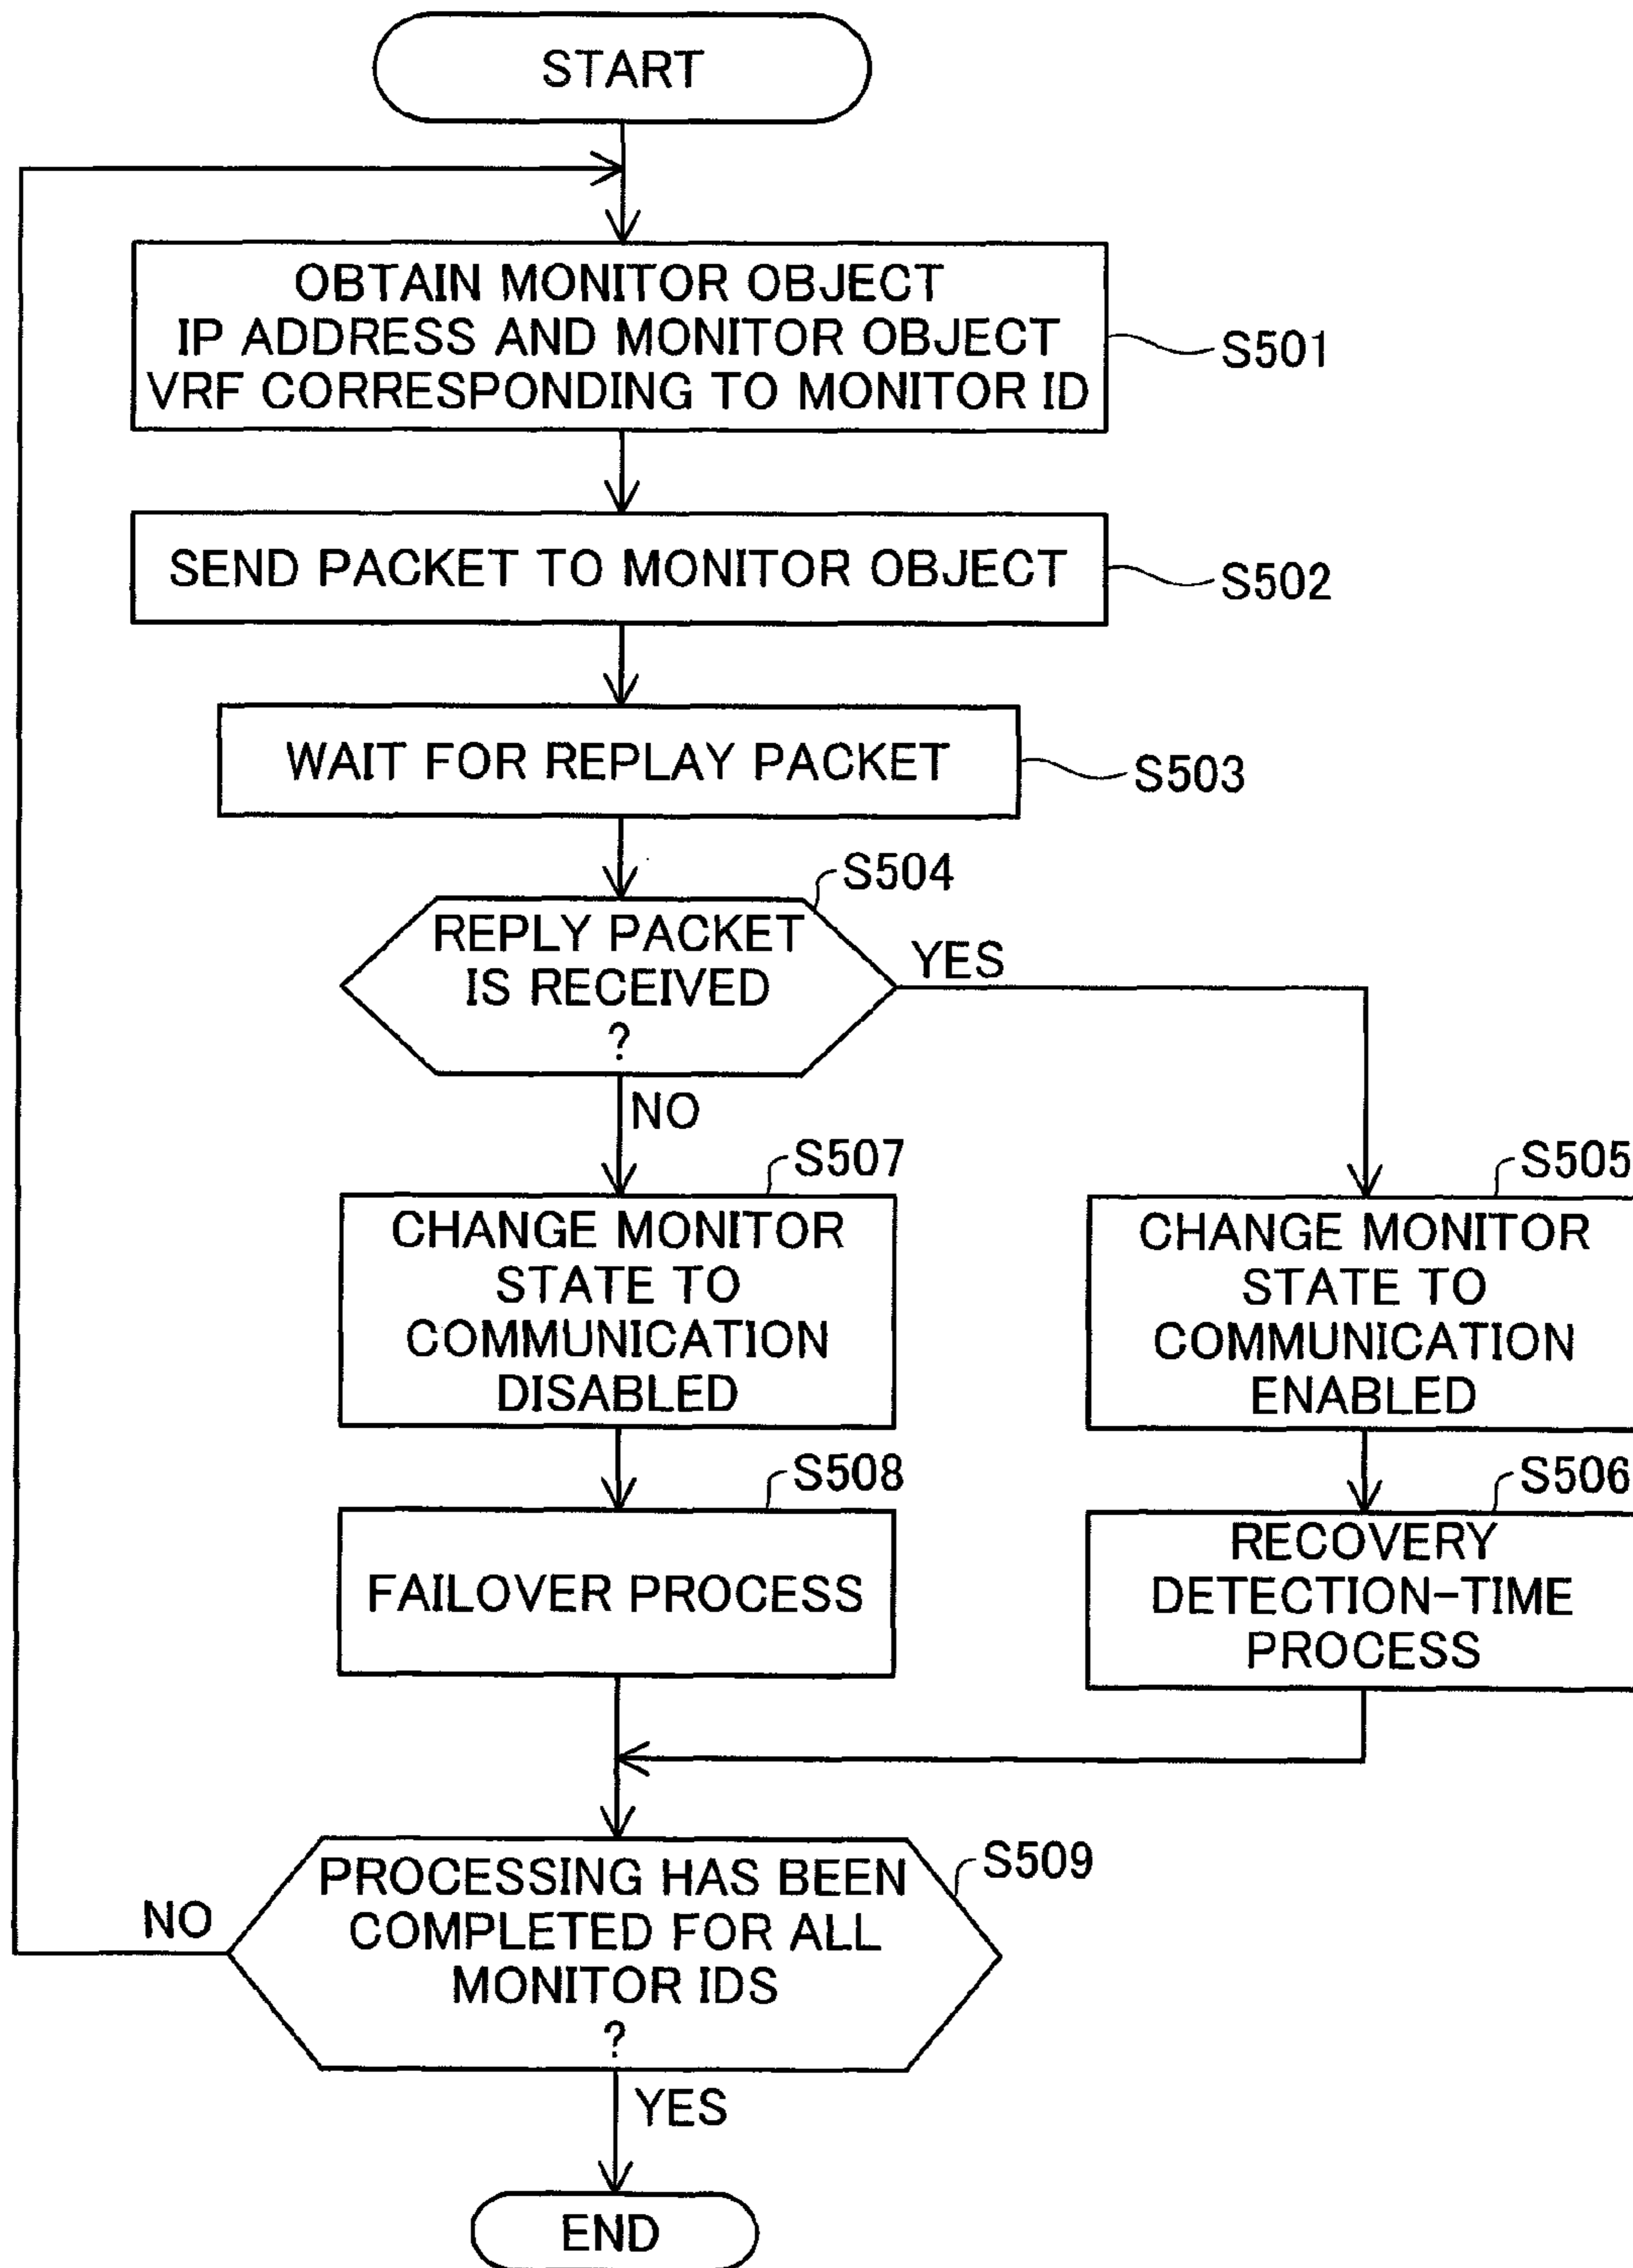 START
OBTAIN MONITOR OBJECT
IP ADDRESS AND MONITOR OBJECT
VRF CORRESPONDING TO MONITOR ID
S501
SEND PACKET TO MONITOR OBJECT
S502
WAIT FOR REPLAY PACKET
S503
S504
REPLY PACKET
IS RECEIVED
?
YES
NO
S507
CHANGE MONITOR
STATE TO
COMMUNICATION
DISABLED
S505
CHANGE MONITOR
STATE TO
COMMUNICATION
ENABLED
S508
FAILOVER PROCESS
S506
RECOVERY
DETECTION-TIME
PROCESS
S509
PROCESSING HAS BEEN
COMPLETED FOR ALL
MONITOR IDS
?
NO
YES
END